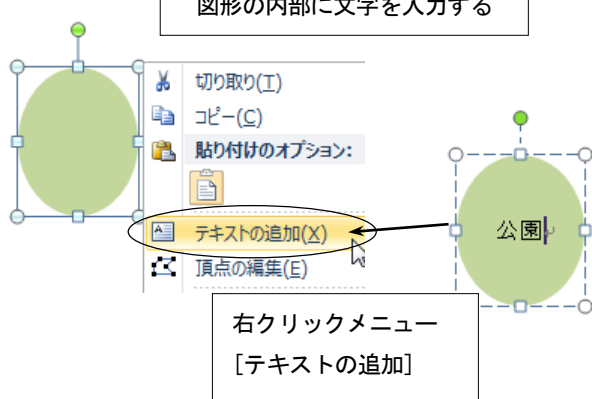 図形の内部に文字を入力する
切り取り(T)
コピー(C)
貼り付けのオプション:
テキストの追加(X)
頂点の編集(E)
公園
右クリックメニュー
[テキストの追加]